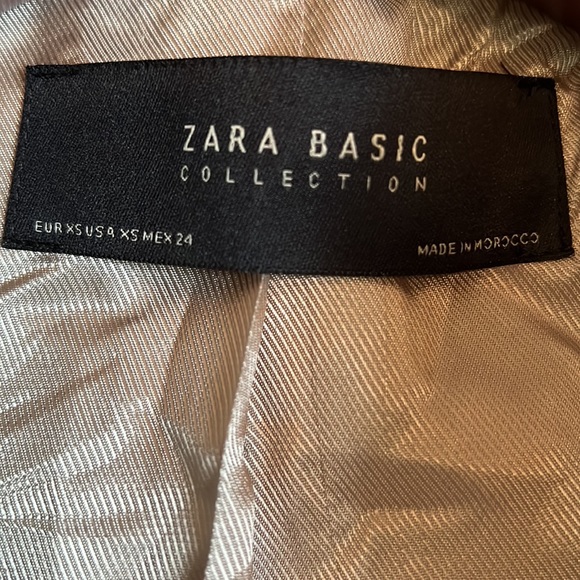 ZARA BASIC
COLLECTION
EUR XS USA XS MEX 24
MADE IN MOROCCO